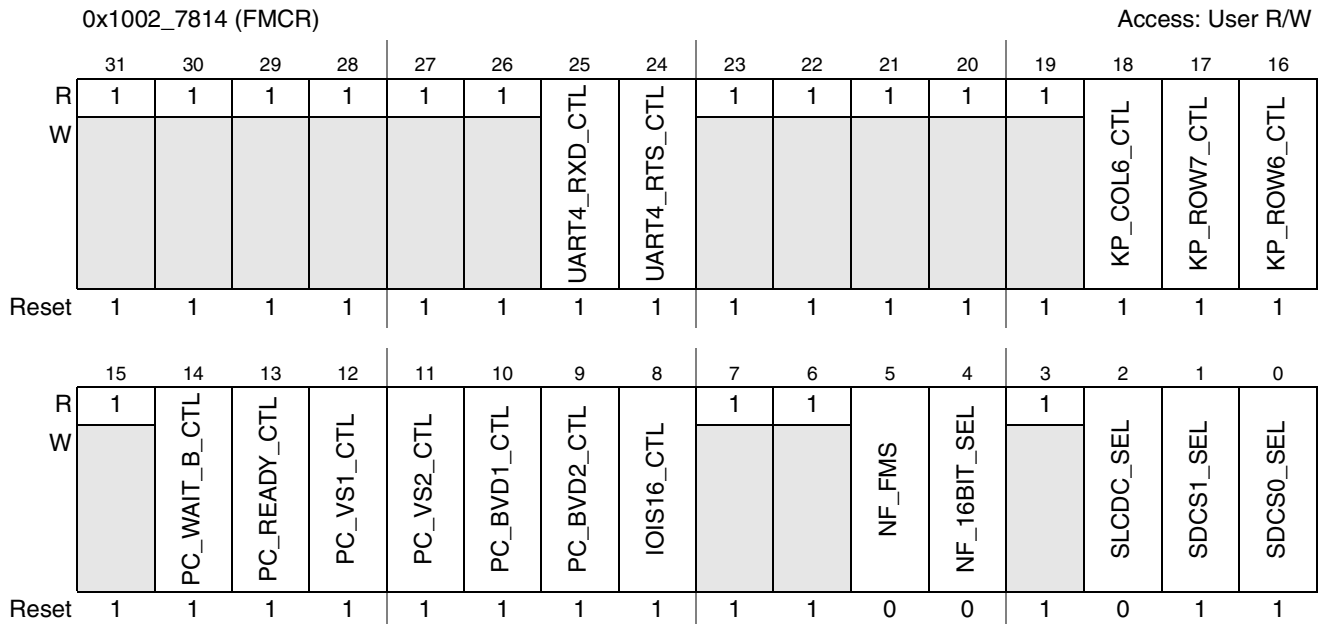 0x1002_7814 (FMCR) Access: User R/W
31 30 29 28 27 26 25 24 23 22 21 20 19 18 17 16
R 1 1 1 1 1 1 UART4_RXD_CTL UART4_RTS_CTL 1 1 1 1 1 KP_COL6_CTL KP_ROW7_CTL KP_ROW6_CTL
W
Reset 1 1 1 1 1 1 1 1 1 1 1 1 1 1 1 1
15 14 13 12 11 10 9 8 7 6 5 4 3 2 1 0
R 1 PC_WAIT_B_CTL PC_READY_CTL PC_VS1_CTL PC_VS2_CTL PC_BVD1_CTL PC_BVD2_CTL IOIS16_CTL 1 1 NF_FMS NF_16BIT_SEL 1 SLCDC_SEL SDCS1_SEL SDCS0_SEL
W
Reset 1 1 1 1 1 1 1 1 1 1 0 0 1 0 1 1